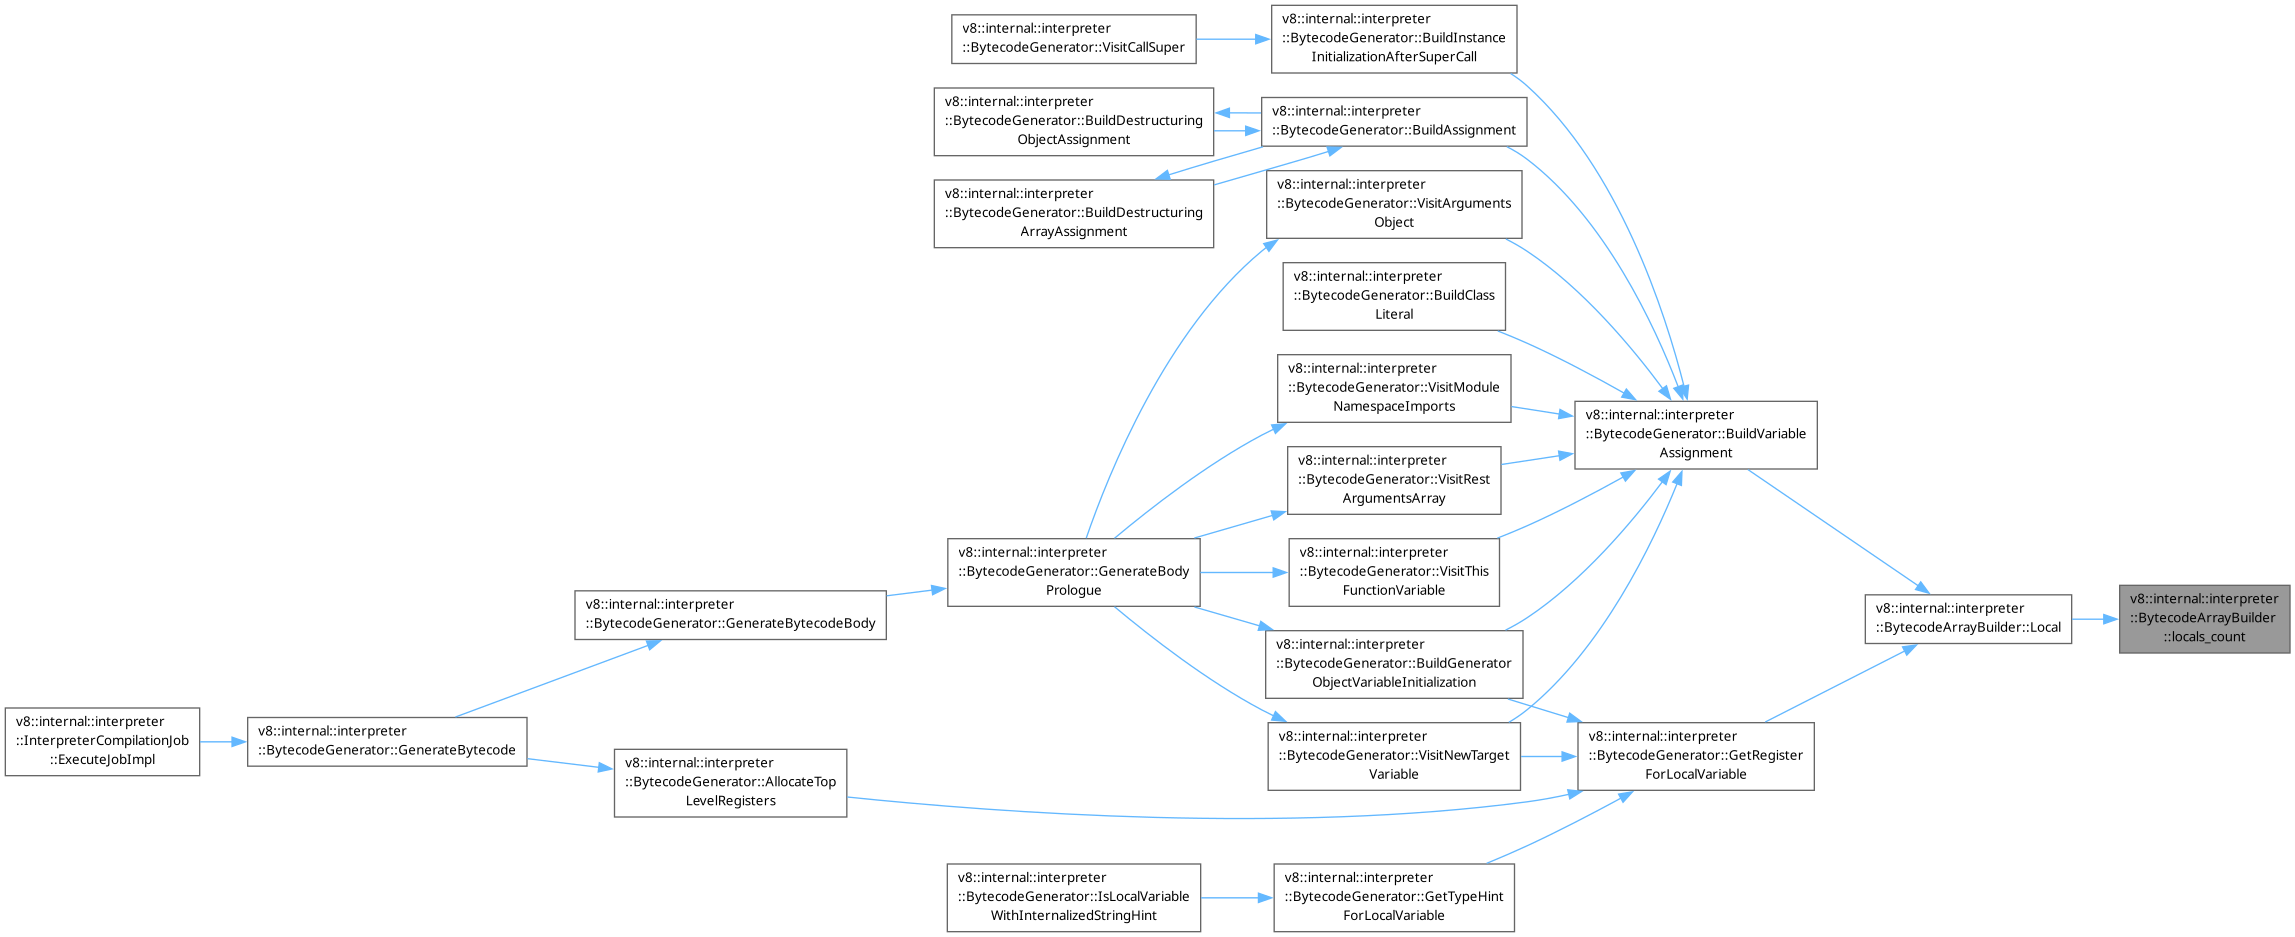 v8::internal::interpreter
::BytecodeGenerator::VisitCallSuper
v8::internal::interpreter
::BytecodeGenerator::BuildInstance
InitializationAfterSuperCall
v8::internal::interpreter
::BytecodeGenerator::BuildDestructuring
ObjectAssignment
v8::internal::interpreter
::BytecodeGenerator::BuildAssignment
v8::internal::interpreter
::BytecodeGenerator::BuildDestructuring
ArrayAssignment
v8::internal::interpreter
::BytecodeGenerator::VisitArguments
Object
v8::internal::interpreter
::BytecodeGenerator::BuildClass
Literal
v8::internal::interpreter
::BytecodeGenerator::VisitModule
NamespaceImports
v8::internal::interpreter
::BytecodeGenerator::BuildVariable
Assignment
v8::internal::interpreter
::BytecodeGenerator::VisitRest
ArgumentsArray
v8::internal::interpreter
::BytecodeGenerator::GenerateBody
Prologue
v8::internal::interpreter
::BytecodeGenerator::VisitThis
FunctionVariable
v8::internal::interpreter
::BytecodeGenerator::GenerateBytecodeBody
v8::internal::interpreter
::BytecodeArrayBuilder::Local
v8::internal::interpreter
::BytecodeArrayBuilder
::locals_count
v8::internal::interpreter
::BytecodeGenerator::BuildGenerator
ObjectVariableInitialization
v8::internal::interpreter
::InterpreterCompilationJob
::ExecuteJobImpl
v8::internal::interpreter
::BytecodeGenerator::GenerateBytecode
v8::internal::interpreter
::BytecodeGenerator::AllocateTop
LevelRegisters
v8::internal::interpreter
::BytecodeGenerator::VisitNewTarget
Variable
v8::internal::interpreter
::BytecodeGenerator::GetRegister
ForLocalVariable
v8::internal::interpreter
::BytecodeGenerator::IsLocalVariable
WithInternalizedStringHint
v8::internal::interpreter
::BytecodeGenerator::GetTypeHint
ForLocalVariable